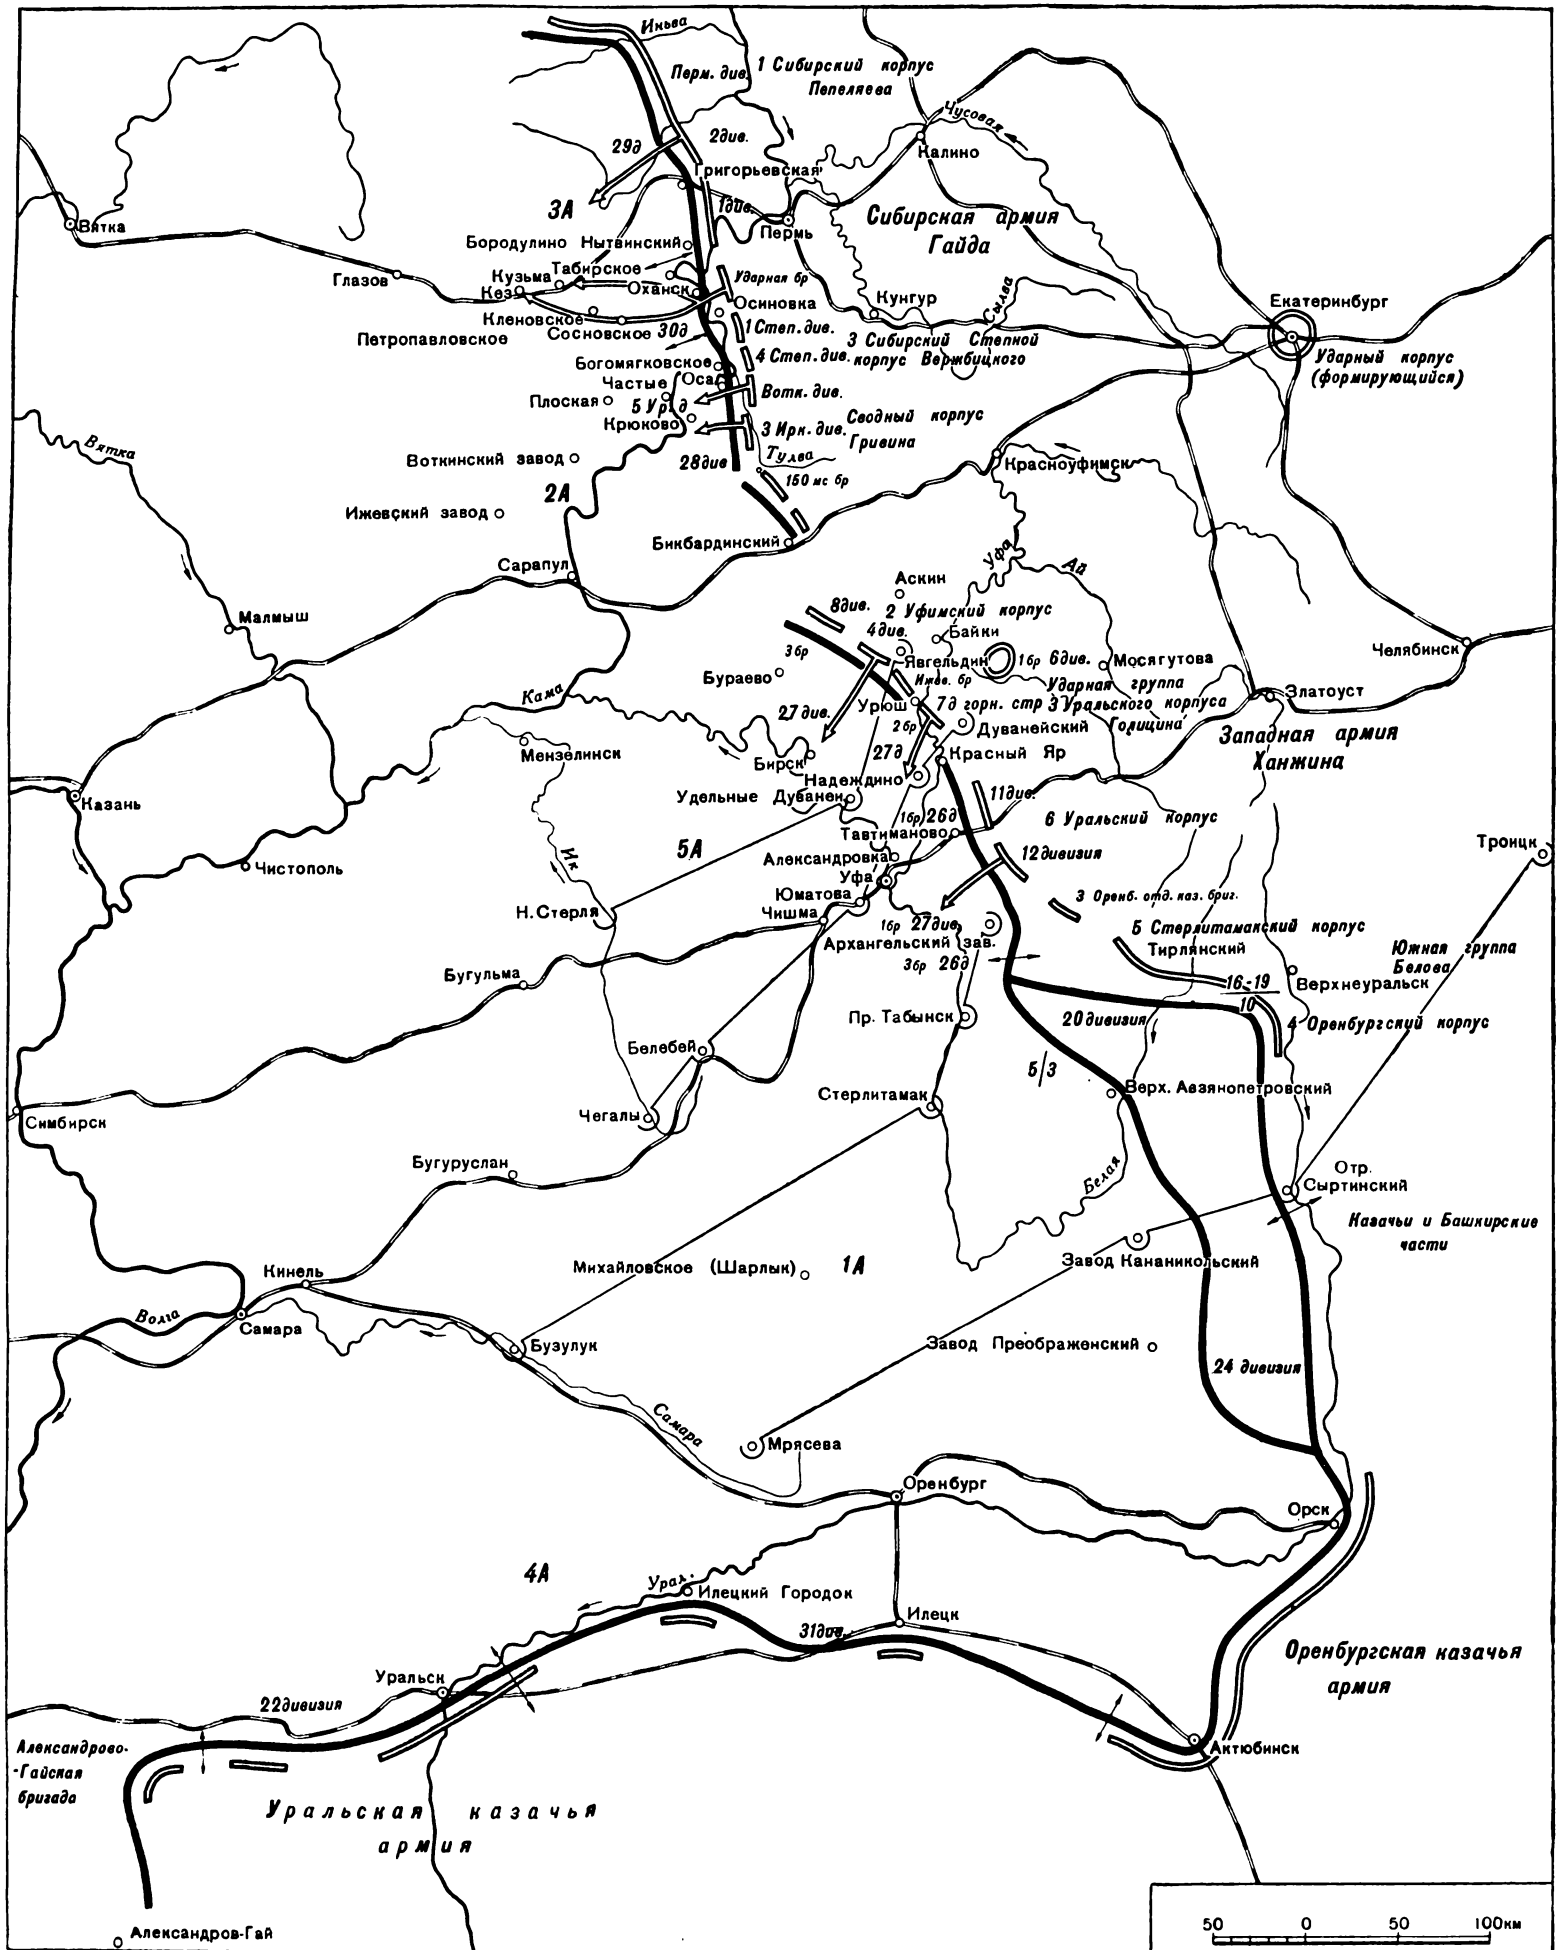 Иньва
Перм. див.
1 Сибирский корпус
Пепеляева
Чусовая
29д
2див.
Калино
Григорьевская
3А
1див.
Сибирская армия
Гайда
Вятка
Пермь
Бородулино
Нытвинский
Табирское
Ударная бр
Глазов
Кузьма
Кез
Оханск
Осиновка
Кунгур
Сылва
Екатеринбург
Кленовское
Петропавловское
Сосновское
30д
1 Степ. див.
3 Сибирский Степной
корпус Вержбицкого
4 Степ. див.
Ударный корпус
(формирующийся)
Богомягковское
Частые
Оса
Вотк. див.
Плоская
5 Ур. д
Крюково
3 Ирк. див.
Сводный корпус
Гривина
Вятка
Тулва
Воткинский завод
28див
Красноуфимск
150 мс бр
2А
Ижевский завод
Бикбардинский
Сарапул
Уфа
Ай
Аскин
Малмыш
8див.
2 Уфимский корпус
4див.
Байки
3бр
Явгельдин
1бр 6див.
Мосягутова
Челябинск
Бураево
Ижев. бр
Ударная группа
3 Уральского корпуса
Голицина
Кама
Урюш
7д горн. стр
Златоуст
27див.
2бр
Дуванейский
Западная армия
Ханжина
Мензелинск
27д
Красный Яр
Бирск
Надеждино
Казань
Удельные Дуваней
11див.
1бр 26д
6 Уральский корпус
Тавтиманово
Троицк
5А
12дивизия
Чистополь
Ик
Александровка
Уфа
Юматова
3 Оренб. отд. каз. бриг.
Н. Стерля
Чишма
1бр 27див.
5 Стерлитамакский корпус
Архангельский зав.
Тирлянский
Южная группа
Белова
3бр 26д
Бугульма
16-19
10
Верхнеуральск
Пр. Табынск
20дивизия
4 Оренбургский корпус
Белебей
5/3
Верх. Авзянопетровский
Стерлитамак
Чегалы
Симбирск
Бугуруслан
Белая
Отр.
Сыртинский
Казачьи и Башкирские
части
Кинель
Михайловское (Шарлык)
1А
Завод Кананикольский
Волга
Самара
Бузулук
Завод Преображенский
24 дивизия
Самара
Мрясева
Оренбург
Орск
4А
Урал.
Илецкий Городок
Илецк
31див.
Оренбургская казачья
армия
Уральск
22дивизия
Александрово-
-Гайская
бригада
Актюбинск
Уральская казачья
армия
Александров-Гай
50 0 50 100км